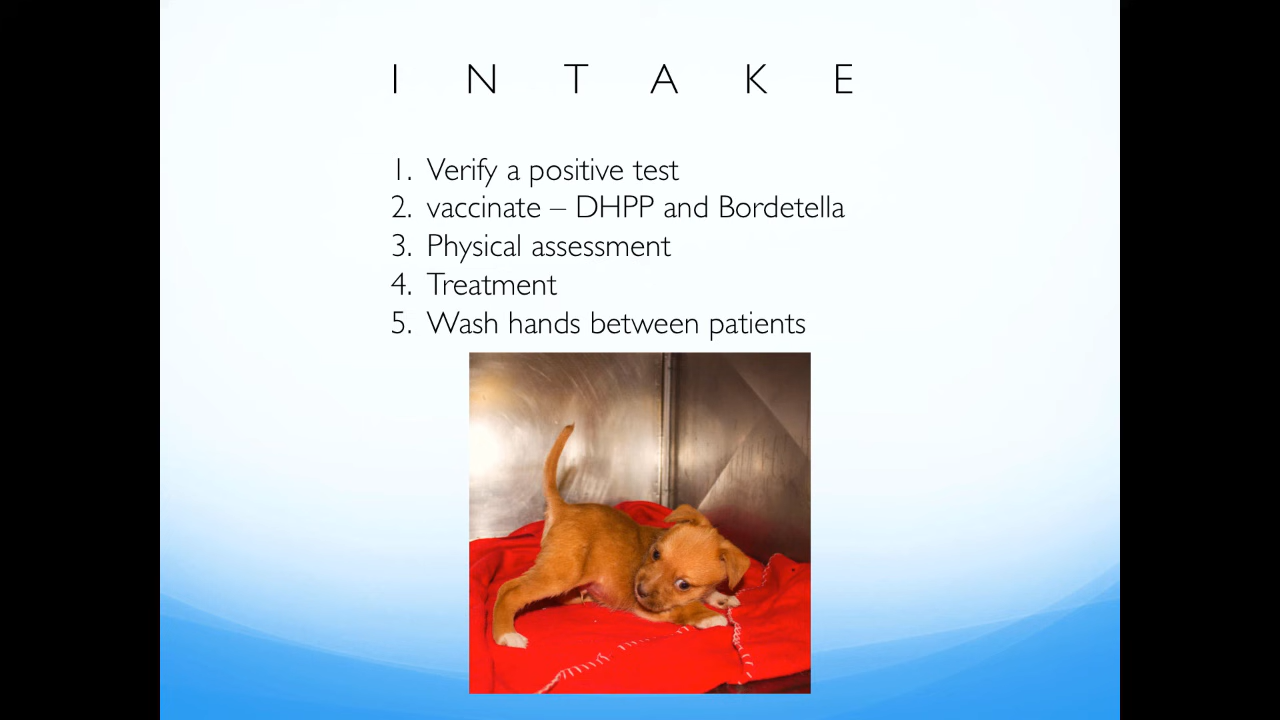 INTAKE
1. Verify a positive test
2. vaccinate – DHPP and Bordetella
3. Physical assessment
4. Treatment
5. Wash hands between patients